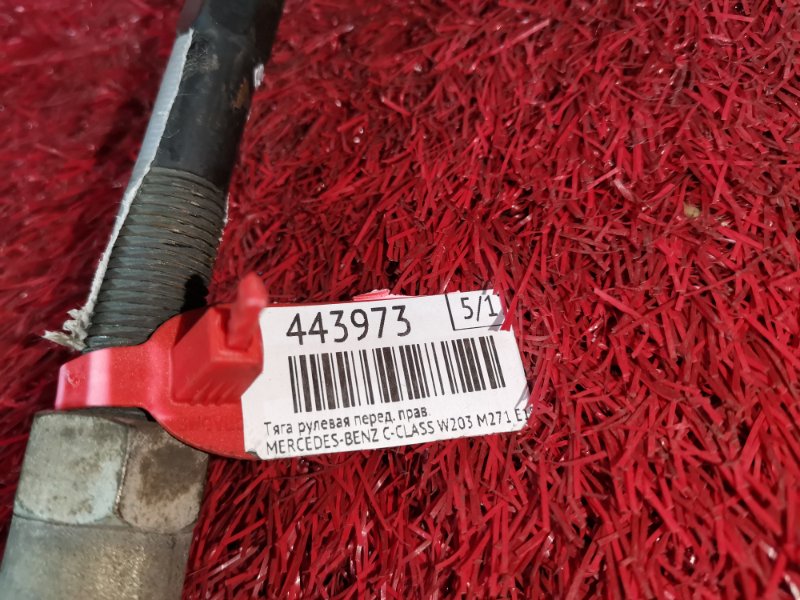 443973 5/1
Тяга рулевая перед. прав.
MERCEDES-BENZ C-CLASS W203 M271